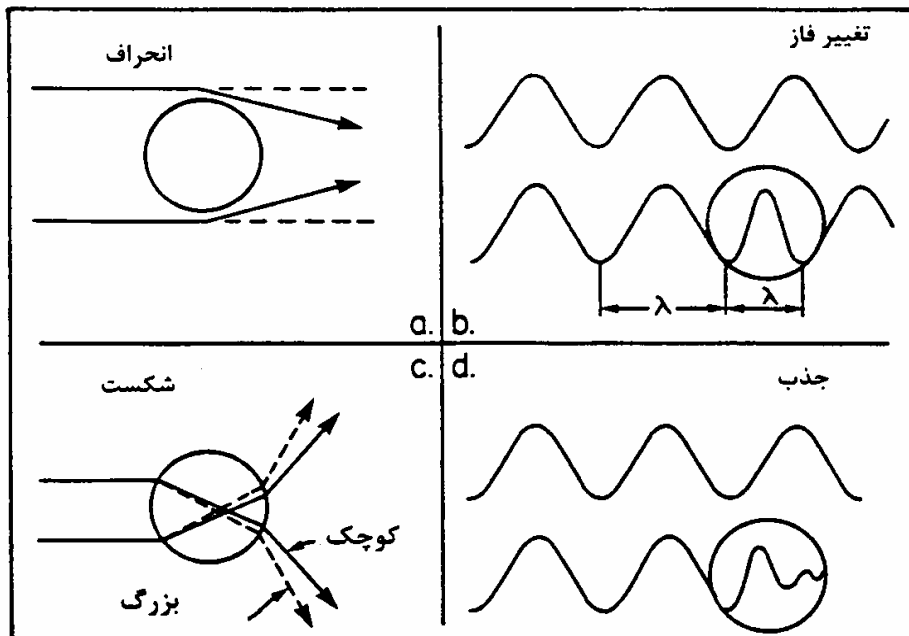 انحراف
a.
تغییر فاز
λ
λ
b.
شکست
c.
کوچک
بزرگ
جذب
d.